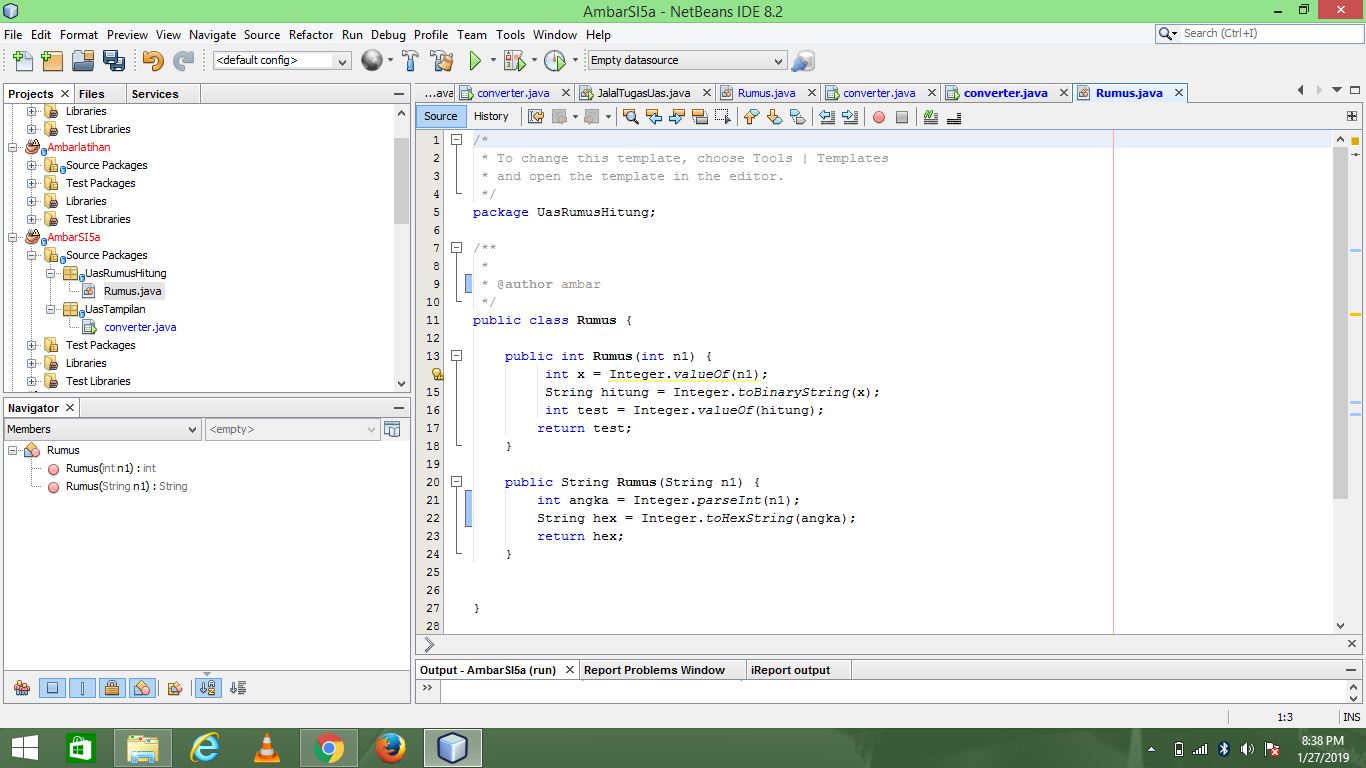 AmbarSI5a - NetBeans IDE 8.2
File Edit Format Preview View Navigate Source Refactor Run Debug Profile Team Tools Window Help
Search (Ctrl+I)
<default config>
Empty datasource
Projects Files Services
...ava converter.java JalalTugasUas.java Rumus.java converter.java converter.java Rumus.java
Source History
Libraries
Test Libraries
Ambarlatihan
Source Packages
Test Packages
Libraries
Test Libraries
AmbarSI5a
Source Packages
UasRumusHitung
Rumus.java
UasTampilan
converter.java
Test Packages
Libraries
Test Libraries
Navigator
Members
<empty>
Rumus
Rumus(int n1) : int
Rumus(String n1) : String
1 /*
2 * To change this template, choose Tools | Templates
3 * and open the template in the editor.
4 */
5 package UasRumusHitung;
6
7 /**
8 *
9 * @author ambar
10 */
11 public class Rumus {
12
13 public int Rumus(int n1) {
int x = Integer.valueOf(n1);
15 String hitung = Integer.toBinaryString(x);
16 int test = Integer.valueOf(hitung);
17 return test;
18 }
19
20 public String Rumus(String n1) {
21 int angka = Integer.parseInt(n1);
22 String hex = Integer.toHexString(angka);
23 return hex;
24 }
25
26
27 }
28
Output - AmbarSI5a (run) Report Problems Window iReport output
1:3 INS
8:38 PM
1/27/2019